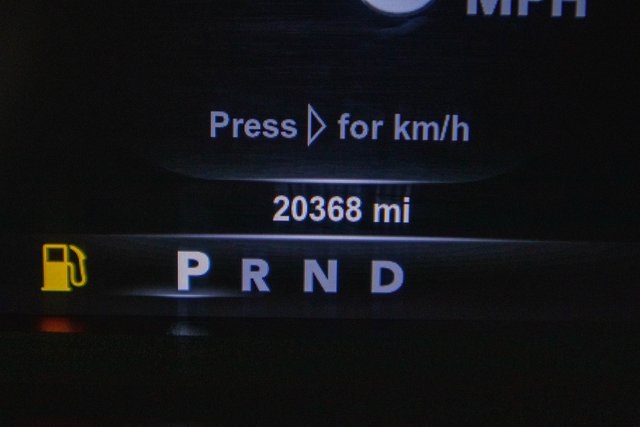 MPH
Press ▷ for km/h
20368 mi
P R N D